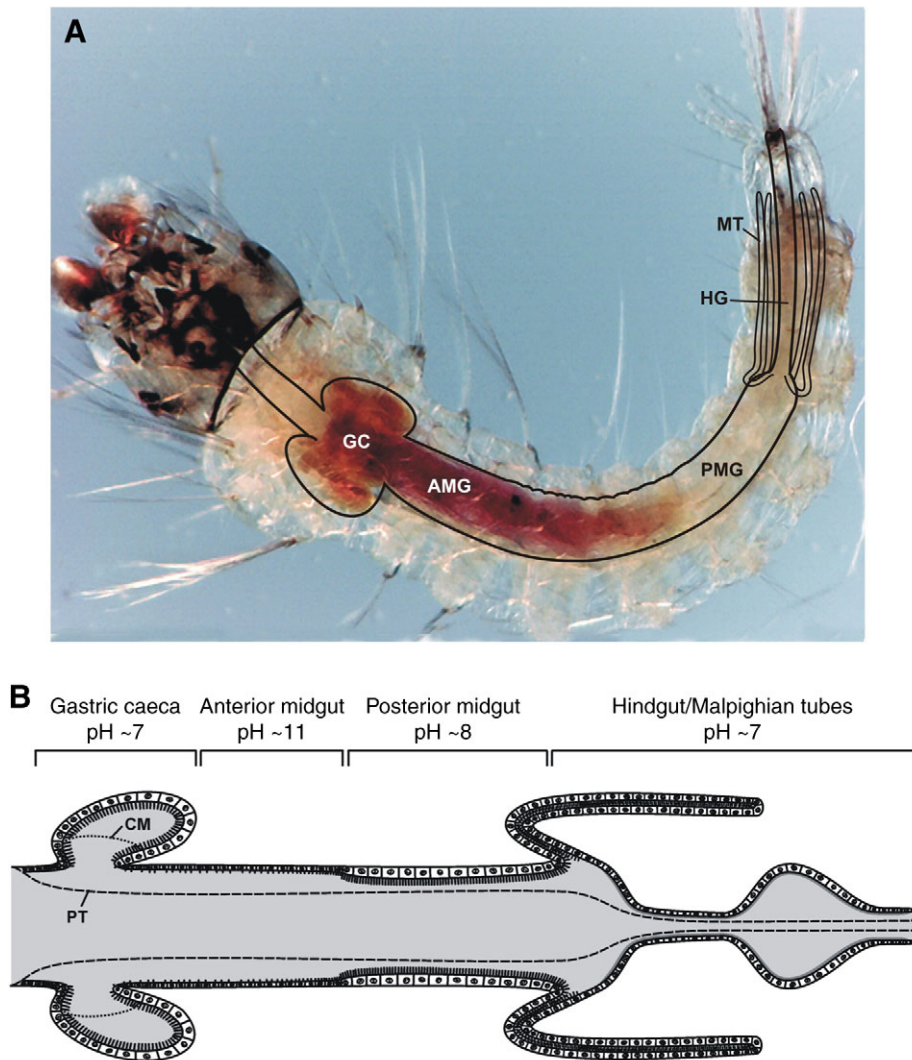 A
MT
HG
GC
AMG
PMG
B
Gastric caeca Anterior midgut Posterior midgut Hindgut/Malpighian tubes
pH ~7 pH ~11 pH ~8 pH ~7
CM
PT